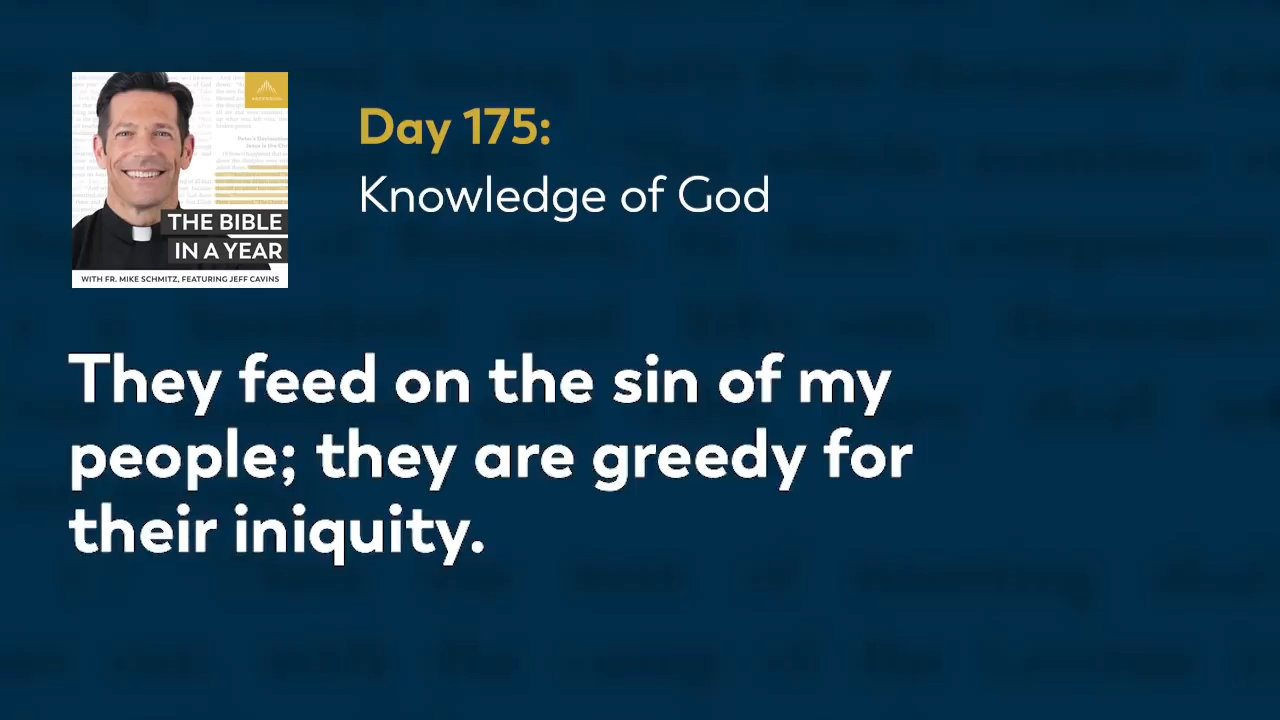 THE BIBLE
IN A YEAR
WITH FR. MIKE SCHMITZ, FEATURING JEFF CAVINS
Day 175:
Knowledge of God
They feed on the sin of my
people; they are greedy for
their iniquity.